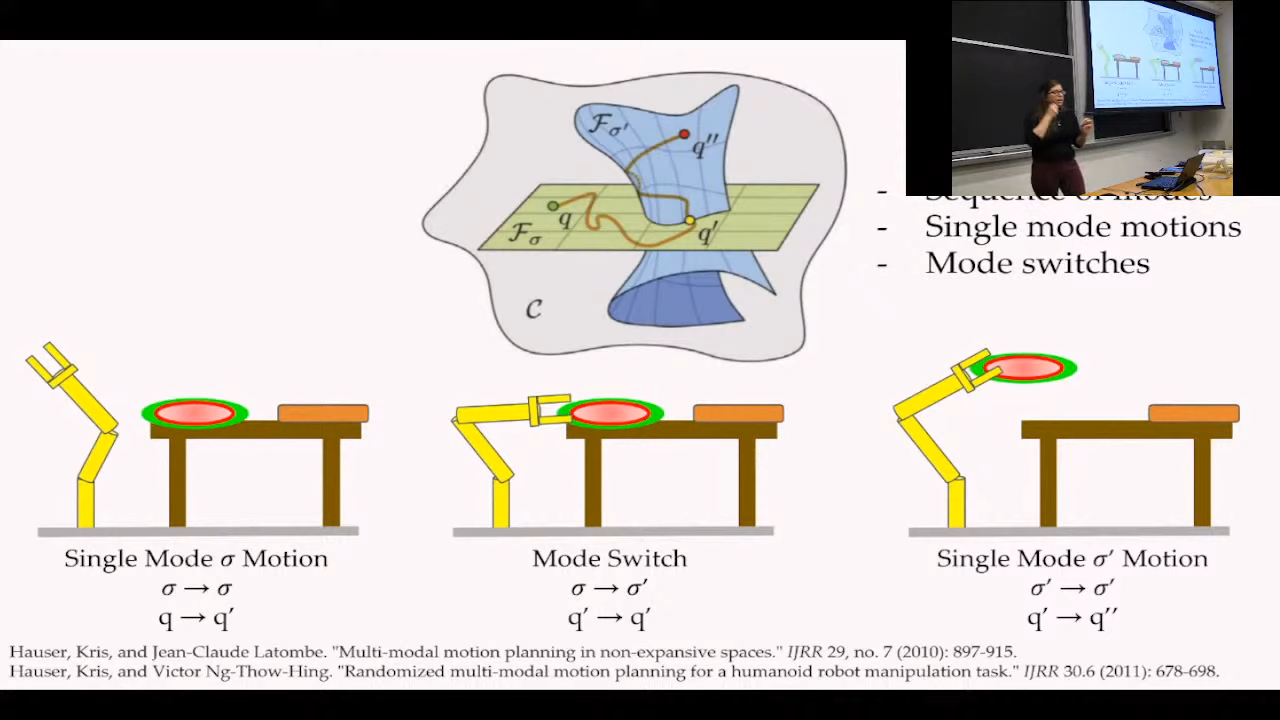 𝓕σ′
q′′
q
𝓕σ
q′
𝒞
- Sequence of modes
- Single mode motions
- Mode switches
Single Mode σ Motion
σ → σ
q → q′
Mode Switch
σ → σ′
q′ → q′
Single Mode σ′ Motion
σ′ → σ′
q′ → q′′
Hauser, Kris, and Jean-Claude Latombe. "Multi-modal motion planning in non-expansive spaces." IJRR 29, no. 7 (2010): 897-915.
Hauser, Kris, and Victor Ng-Thow-Hing. "Randomized multi-modal motion planning for a humanoid robot manipulation task." IJRR 30.6 (2011): 678-698.